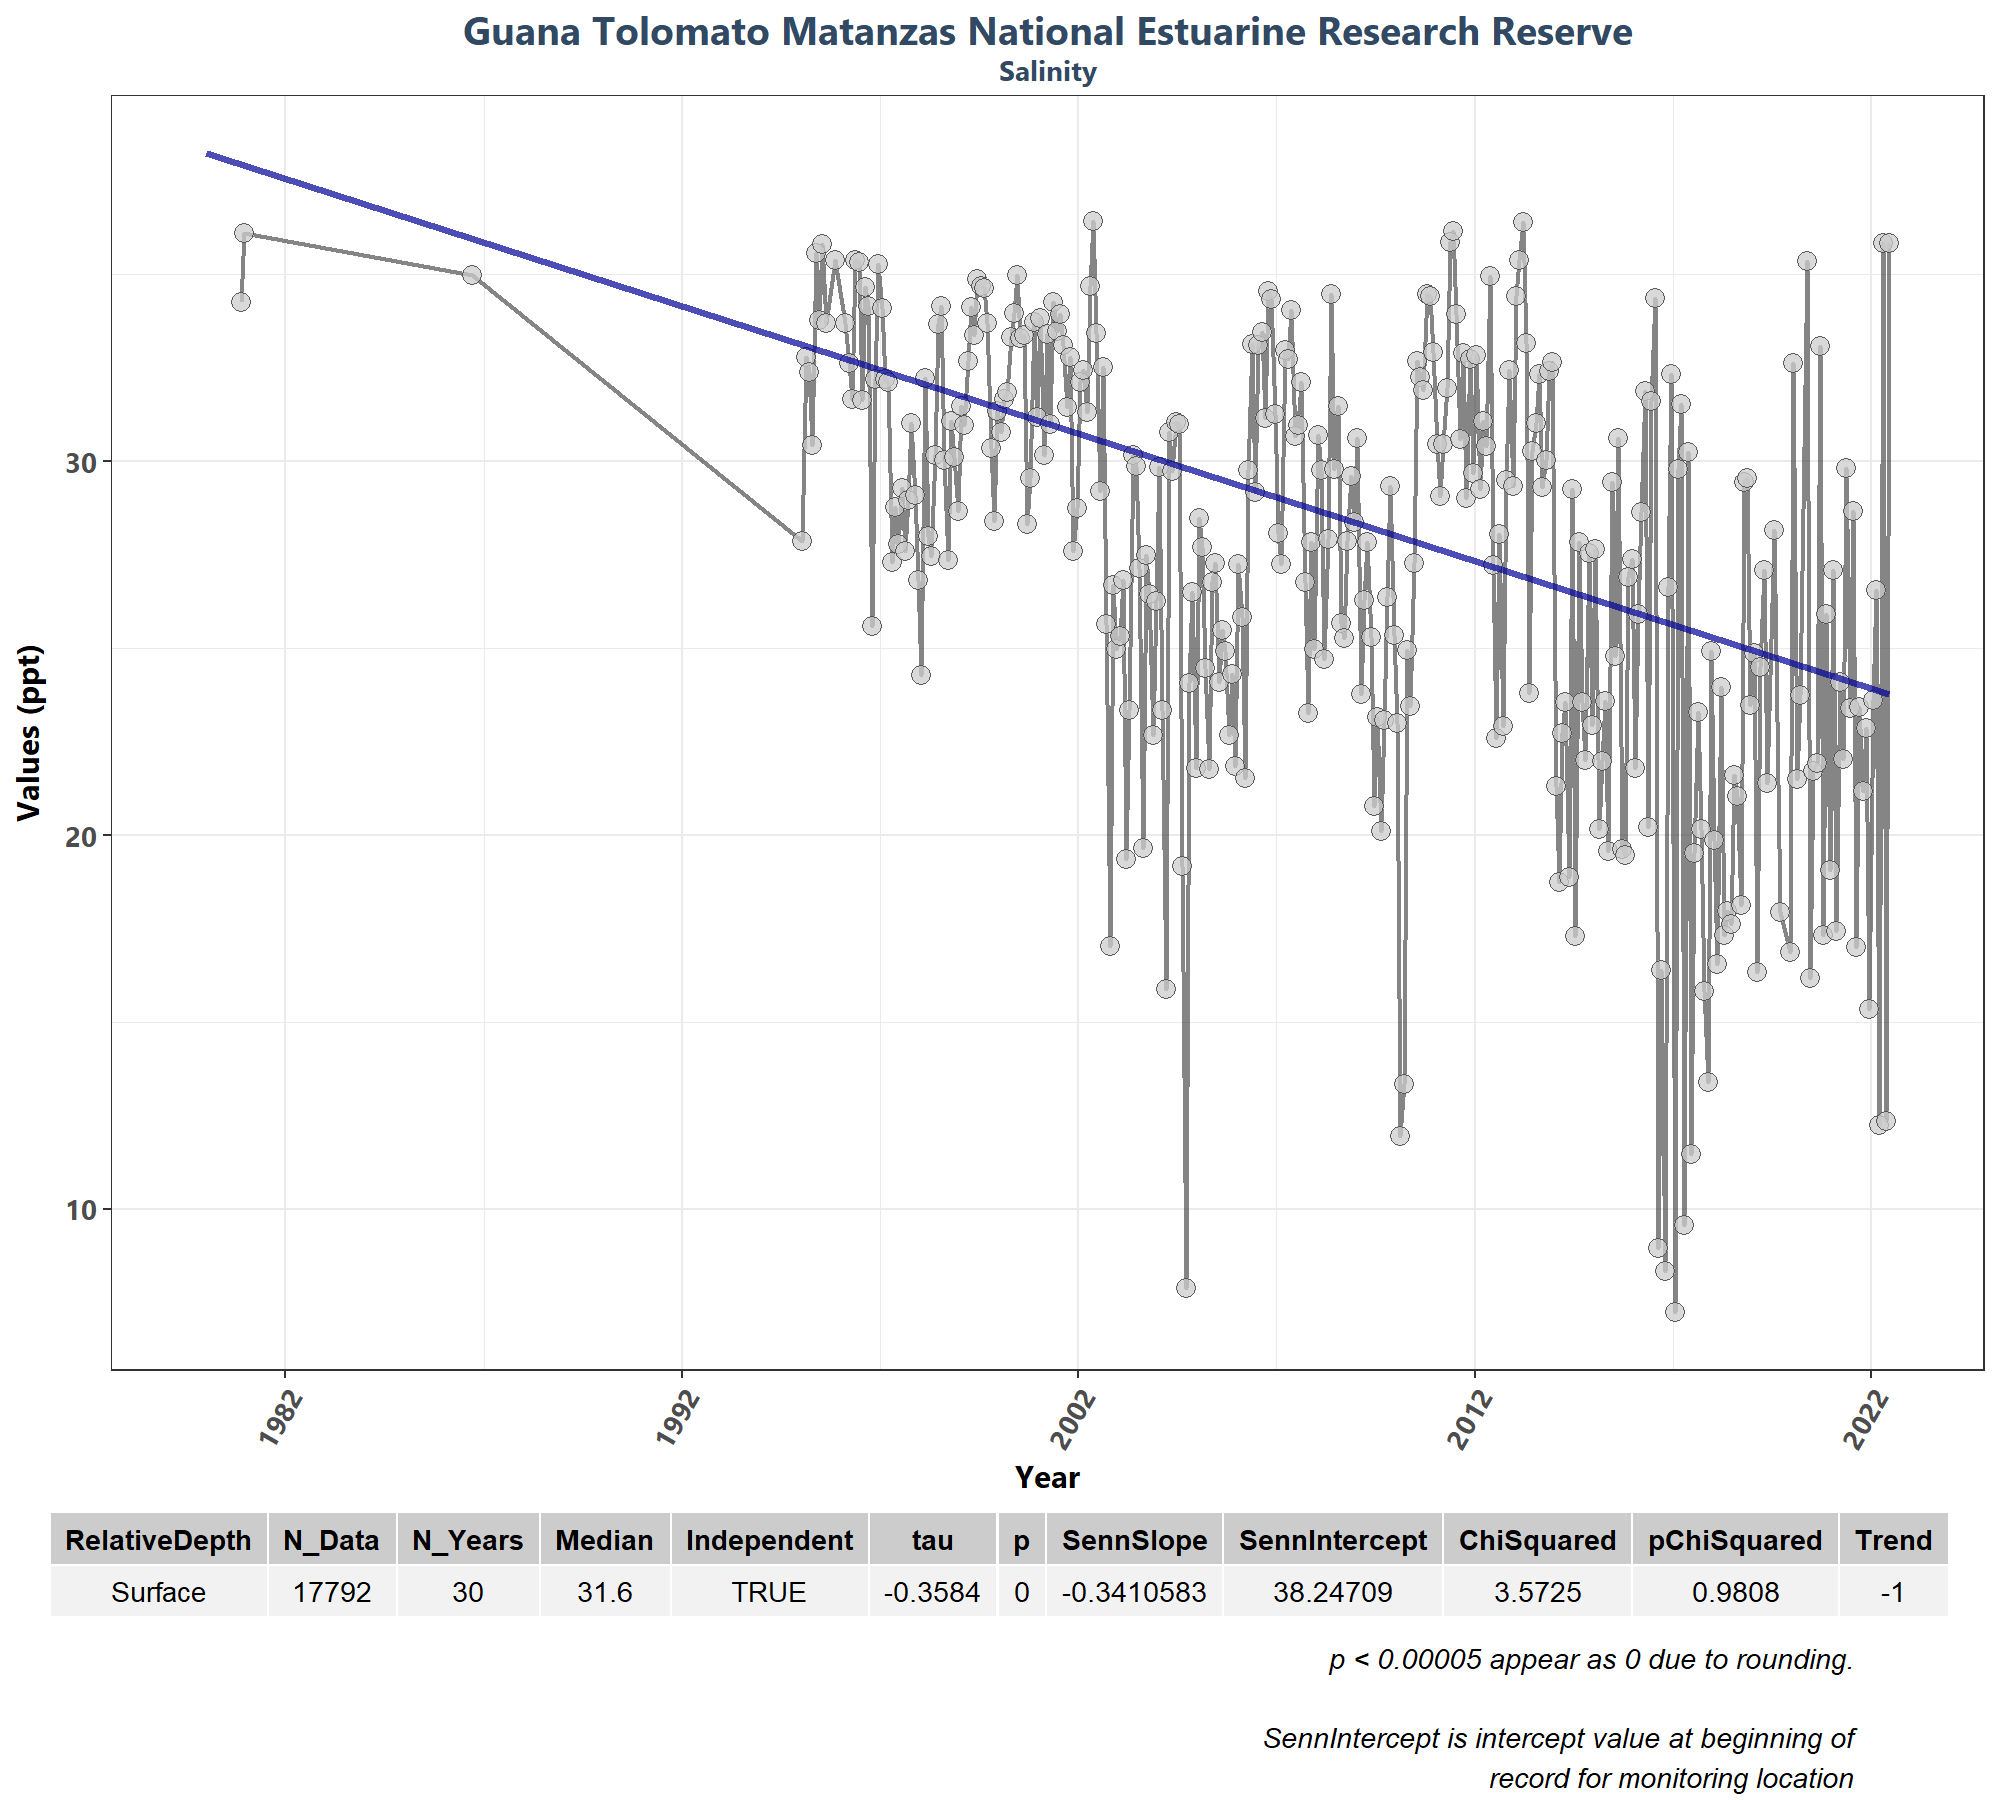 Guana Tolomato Matanzas National Estuarine Research Reserve
Salinity
Values (ppt)
30
20
10
1982 1992 2002 2012 2022
Year
RelativeDepth N_Data N_Years Median Independent tau p SennSlope SennIntercept ChiSquared pChiSquared Trend
Surface 17792 30 31.6 TRUE -0.3584 0 -0.3410583 38.24709 3.5725 0.9808 -1
p < 0.00005 appear as 0 due to rounding.
SennIntercept is intercept value at beginning of
record for monitoring location